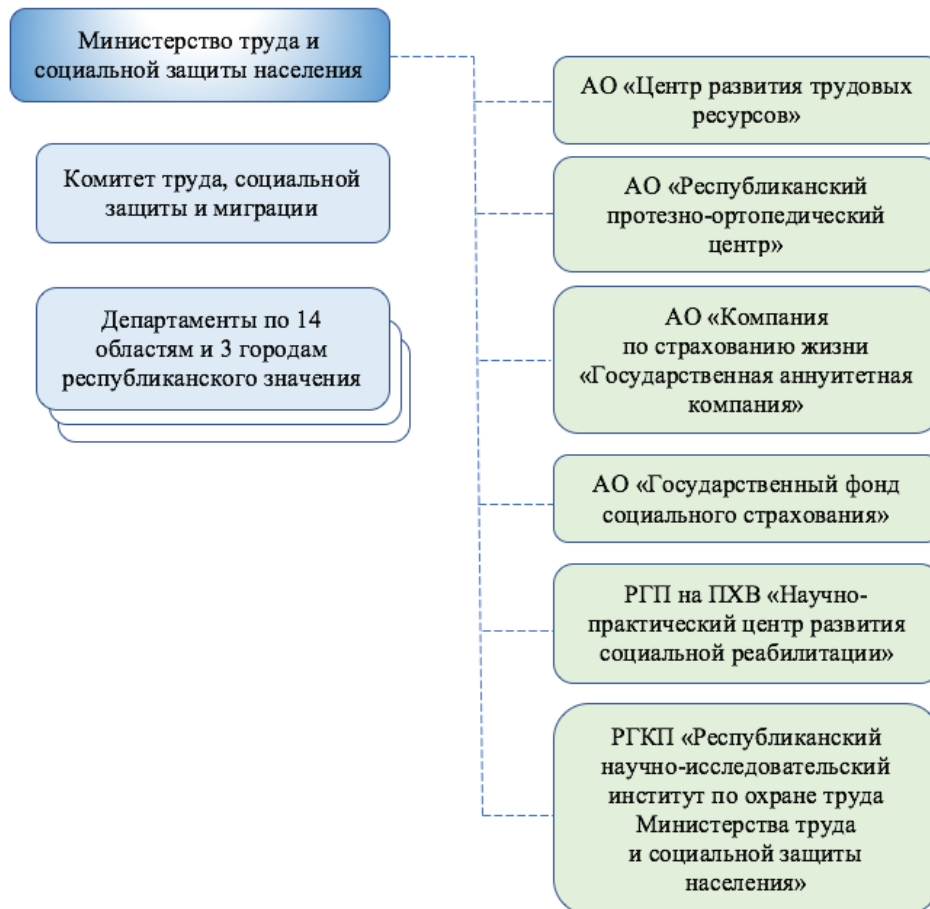 Министерство труда и
социальной защиты населения
Комитет труда, социальной
защиты и миграции
Департаменты по 14
областям и 3 городам
республиканского значения
АО «Центр развития трудовых
ресурсов»
АО «Республиканский
протезно-ортопедический
центр»
АО «Компания
по страхованию жизни
«Государственная аннуитетная
компания»
АО «Государственный фонд
социального страхования»
РГП на ПХВ «Научно-
практический центр развития
социальной реабилитации»
РГКП «Республиканский
научно-исследовательский
институт по охране труда
Министерства труда
и социальной защиты
населения»